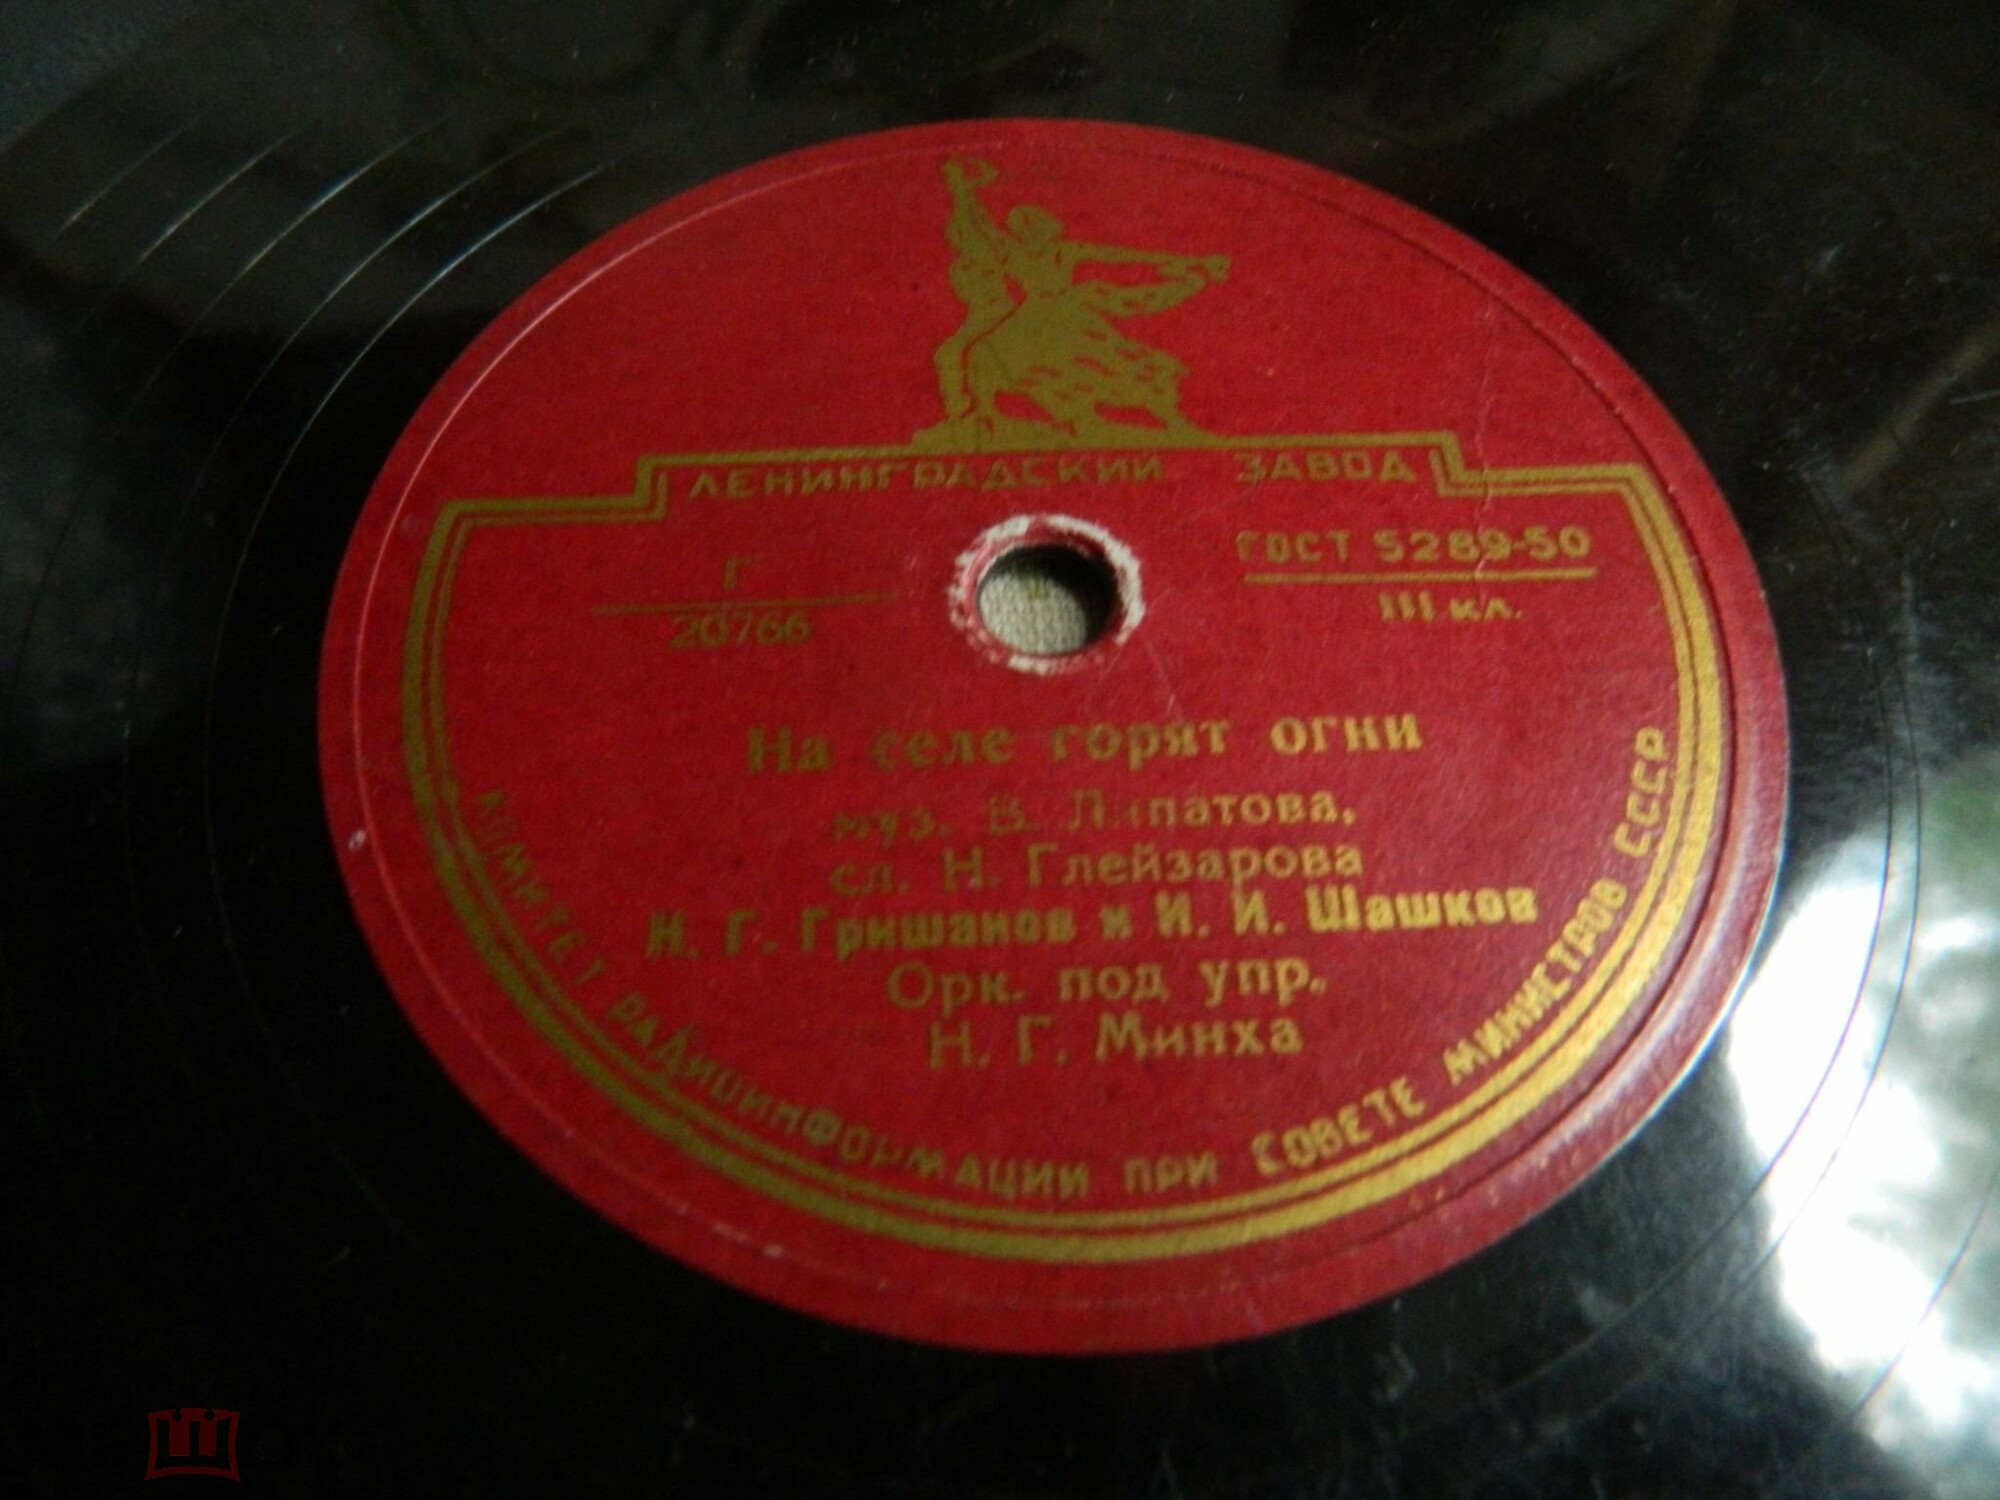 ЛЕНИНГРАДСКИЙ ЗАВОД
Г
20766
ГОСТ 5289-50
III кл.
На селе горят огни
муз. В. Липатова,
сл. Н. Глейзарова
Н. Г. Гришанов и И. И. Шашков
Орк. под упр.
Н. Г. Минха
КОМИТЕТ РАДИОИНФОРМАЦИИ ПРИ СОВЕТЕ МИНИСТРОВ СССР